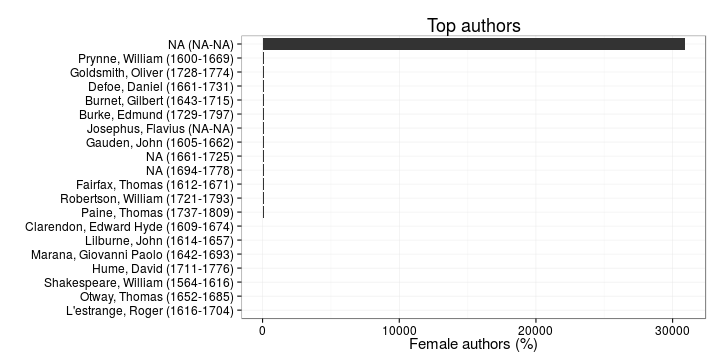 Top authors
NA (NA-NA)
Prynne, William (1600-1669)
Goldsmith, Oliver (1728-1774)
Defoe, Daniel (1661-1731)
Burnet, Gilbert (1643-1715)
Burke, Edmund (1729-1797)
Josephus, Flavius (NA-NA)
Gauden, John (1605-1662)
NA (1661-1725)
NA (1694-1778)
Fairfax, Thomas (1612-1671)
Robertson, William (1721-1793)
Paine, Thomas (1737-1809)
Clarendon, Edward Hyde (1609-1674)
Lilburne, John (1614-1657)
Marana, Giovanni Paolo (1642-1693)
Hume, David (1711-1776)
Shakespeare, William (1564-1616)
Otway, Thomas (1652-1685)
L'estrange, Roger (1616-1704)
0 10000 20000 30000
Female authors (%)